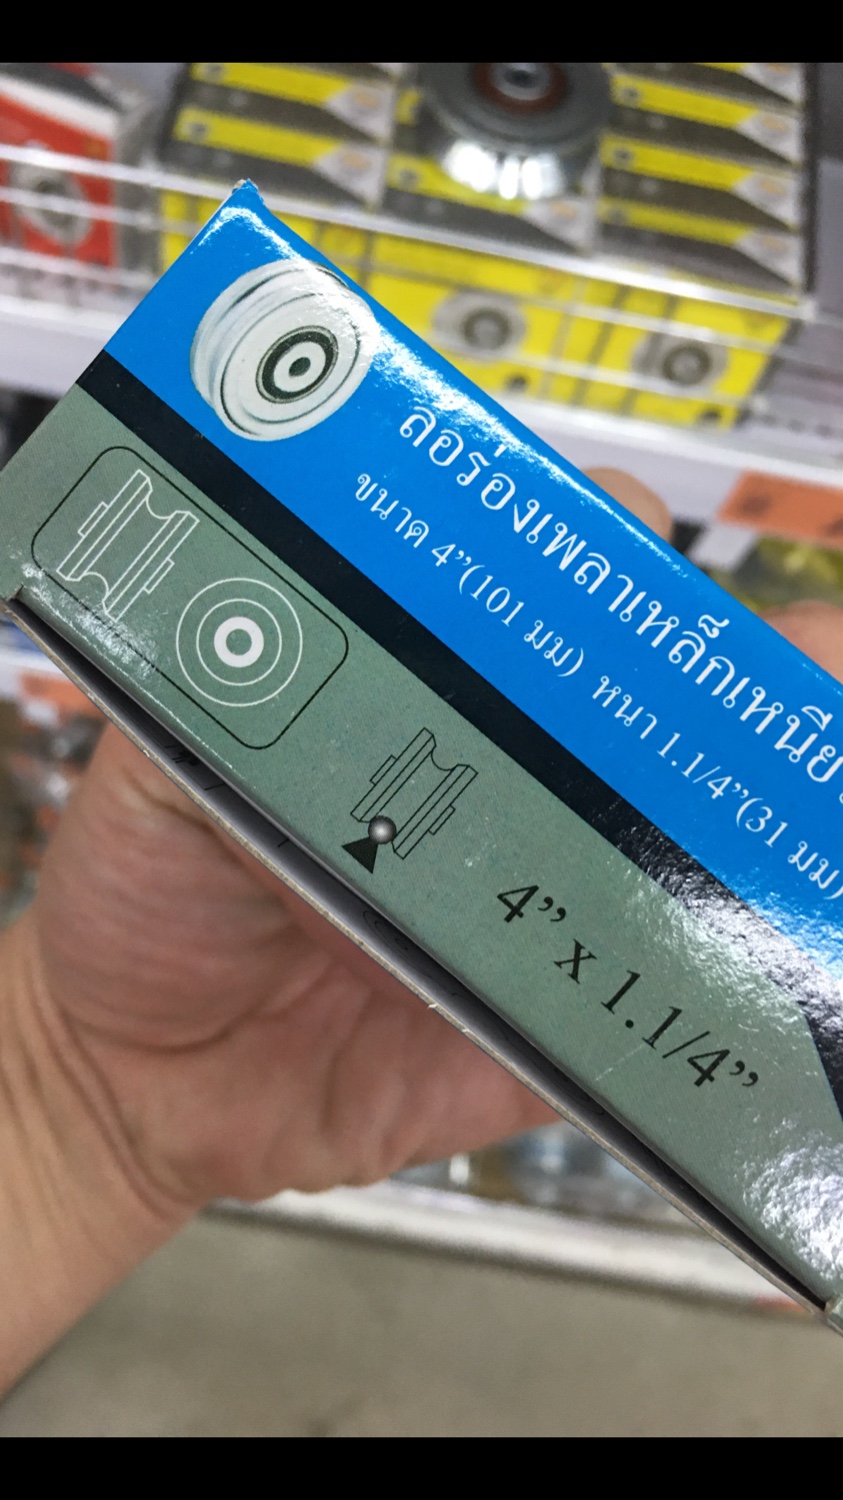 ล้อร่องเพลาเหล็กเหนีย
ขนาด 4”(101 มม) หนา 1.1/4”(31 มม)
4” x 1.1/4”